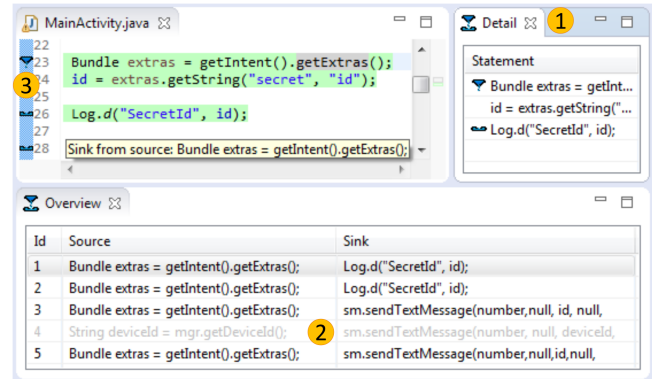 MainActivity.java
22
23 Bundle extras = getIntent().getExtras();
24 id = extras.getString("secret", "id");
25
26 Log.d("SecretId", id);
27
28
Sink from source: Bundle extras = getIntent().getExtras();
3
Detail
1
Statement
Bundle extras = getInt...
id = extras.getString("...
Log.d("SecretId", id);
Overview
Id Source Sink
1 Bundle extras = getIntent().getExtras(); Log.d("SecretId", id);
2 Bundle extras = getIntent().getExtras(); Log.d("SecretId", id);
3 Bundle extras = getIntent().getExtras(); sm.sendTextMessage(number,null, id, null,
4 String deviceId = mgr.getDeviceId(); 2 sm.sendTextMessage(number, null, deviceId,
5 Bundle extras = getIntent().getExtras(); sm.sendTextMessage(number,null,id,null,